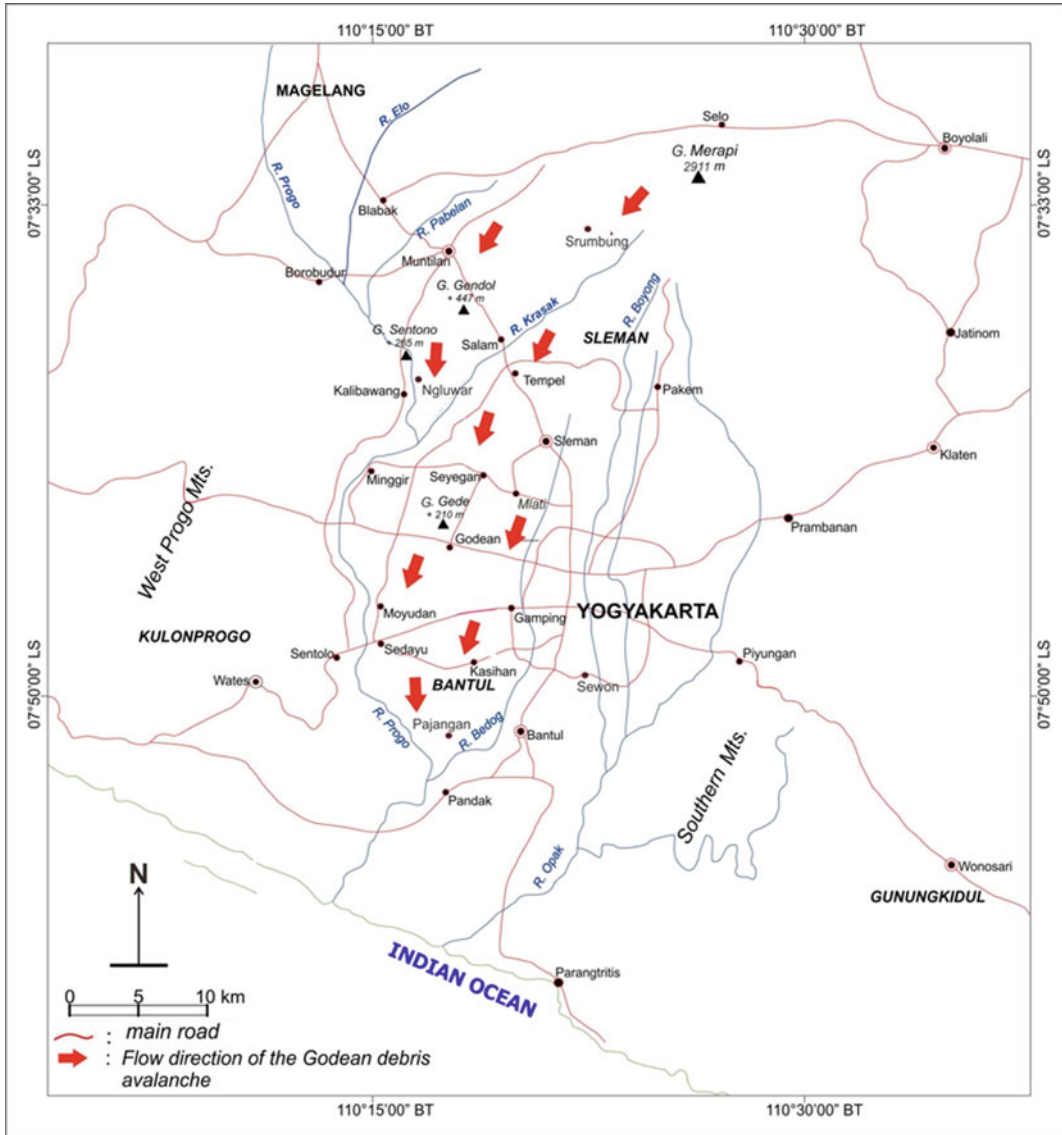 110°15'00" BT
110°30'00" BT
MAGELANG
R. Elo
Selo
Boyolali
G. Merapi
2911 m
R. Progo
07°33'00" LS
07°33'00" LS
Blabak
R. Pabelan
Srumbung
Muntilan
Borobudur
G. Gendol
+ 447 m
R. Krasak
R. Boyong
G. Sentono
+ 265 m
Salam
SLEMAN
Jatinom
Kalibawang
Ngluwar
Tempel
Pakem
Sleman
Klaten
Minggir
Seyegan
Mlati
G. Gede
+ 210 m
Prambanan
West Progo Mts.
Godean
Moyudan
Gamping
YOGYAKARTA
KULONPROGO
Sentolo
Sedayu
Kasihan
Piyungan
Wates
BANTUL
Sewon
07°50'00" LS
07°50'00" LS
R. Progo
Pajangan
R. Bedog
Bantul
Southern Mts.
Pandak
R. Opak
Wonosari
N
GUNUNGKIDUL
INDIAN OCEAN
Parangtritis
0 5 10 km
: main road
: Flow direction of the Godean debris
avalanche
110°15'00" BT
110°30'00" BT